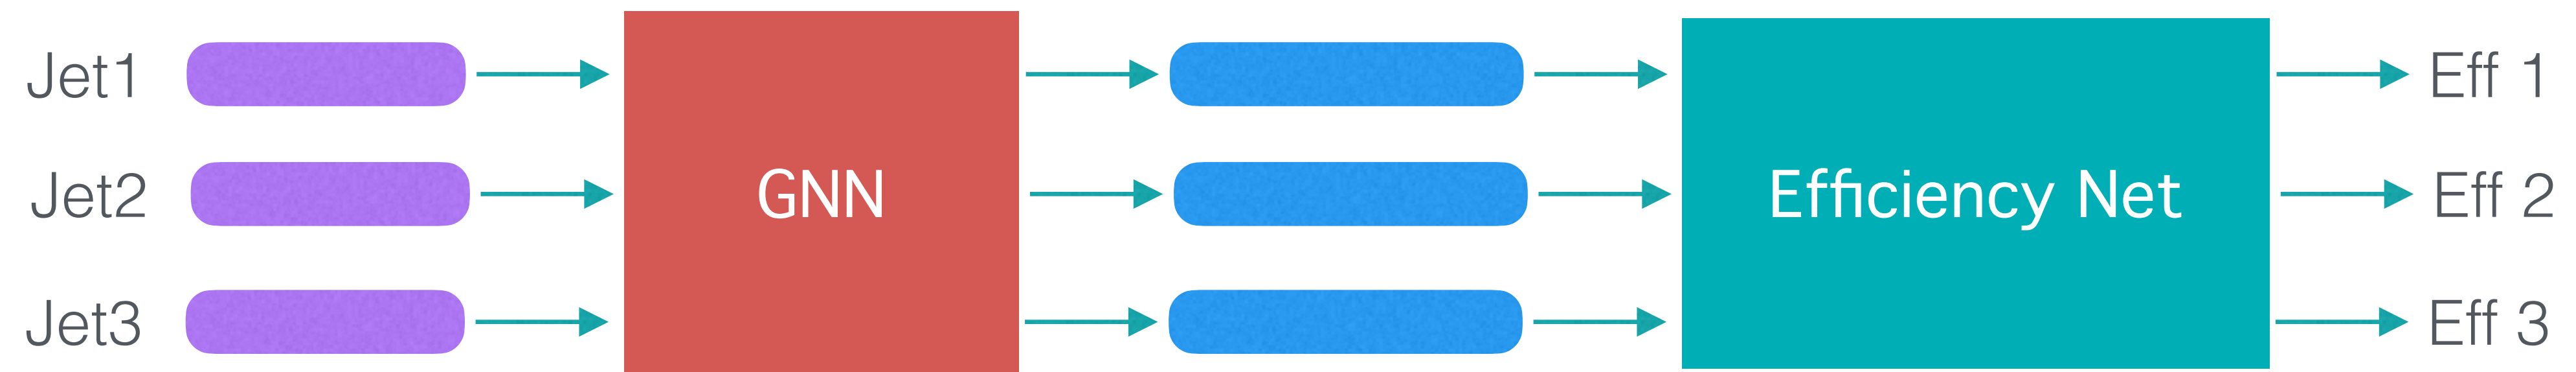 Jet1
GNN
Efficiency Net
Eff 1
Jet2
Eff 2
Jet3
Eff 3